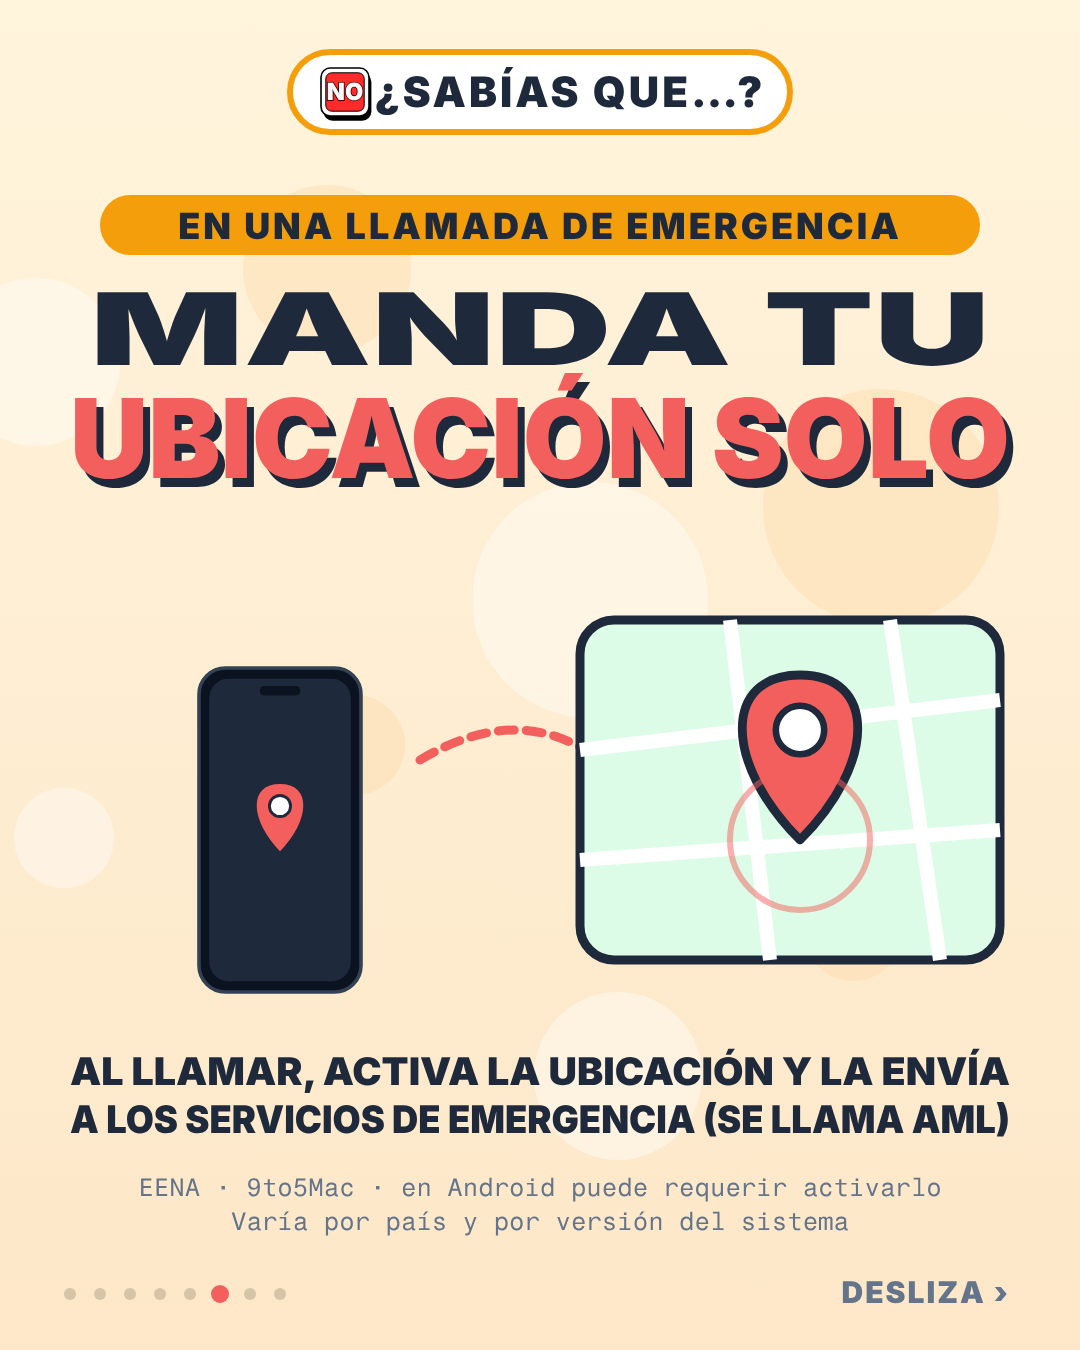 NO ¿SABÍAS QUE...?
EN UNA LLAMADA DE EMERGENCIA
MANDA TU
UBICACIÓN SOLO
AL LLAMAR, ACTIVA LA UBICACIÓN Y LA ENVÍA
A LOS SERVICIOS DE EMERGENCIA (SE LLAMA AML)
EENA · 9to5Mac · en Android puede requerir activarlo
Varía por país y por versión del sistema
DESLIZA ›